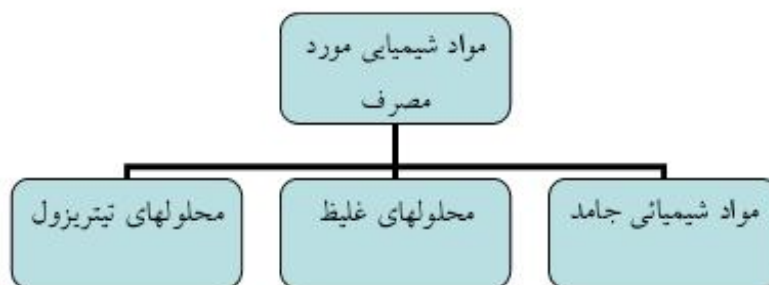 مواد شیمیایی مورد
مصرف
مواد شیمیائی جامد
محلولهای غلیظ
محلولهای تیتریزول